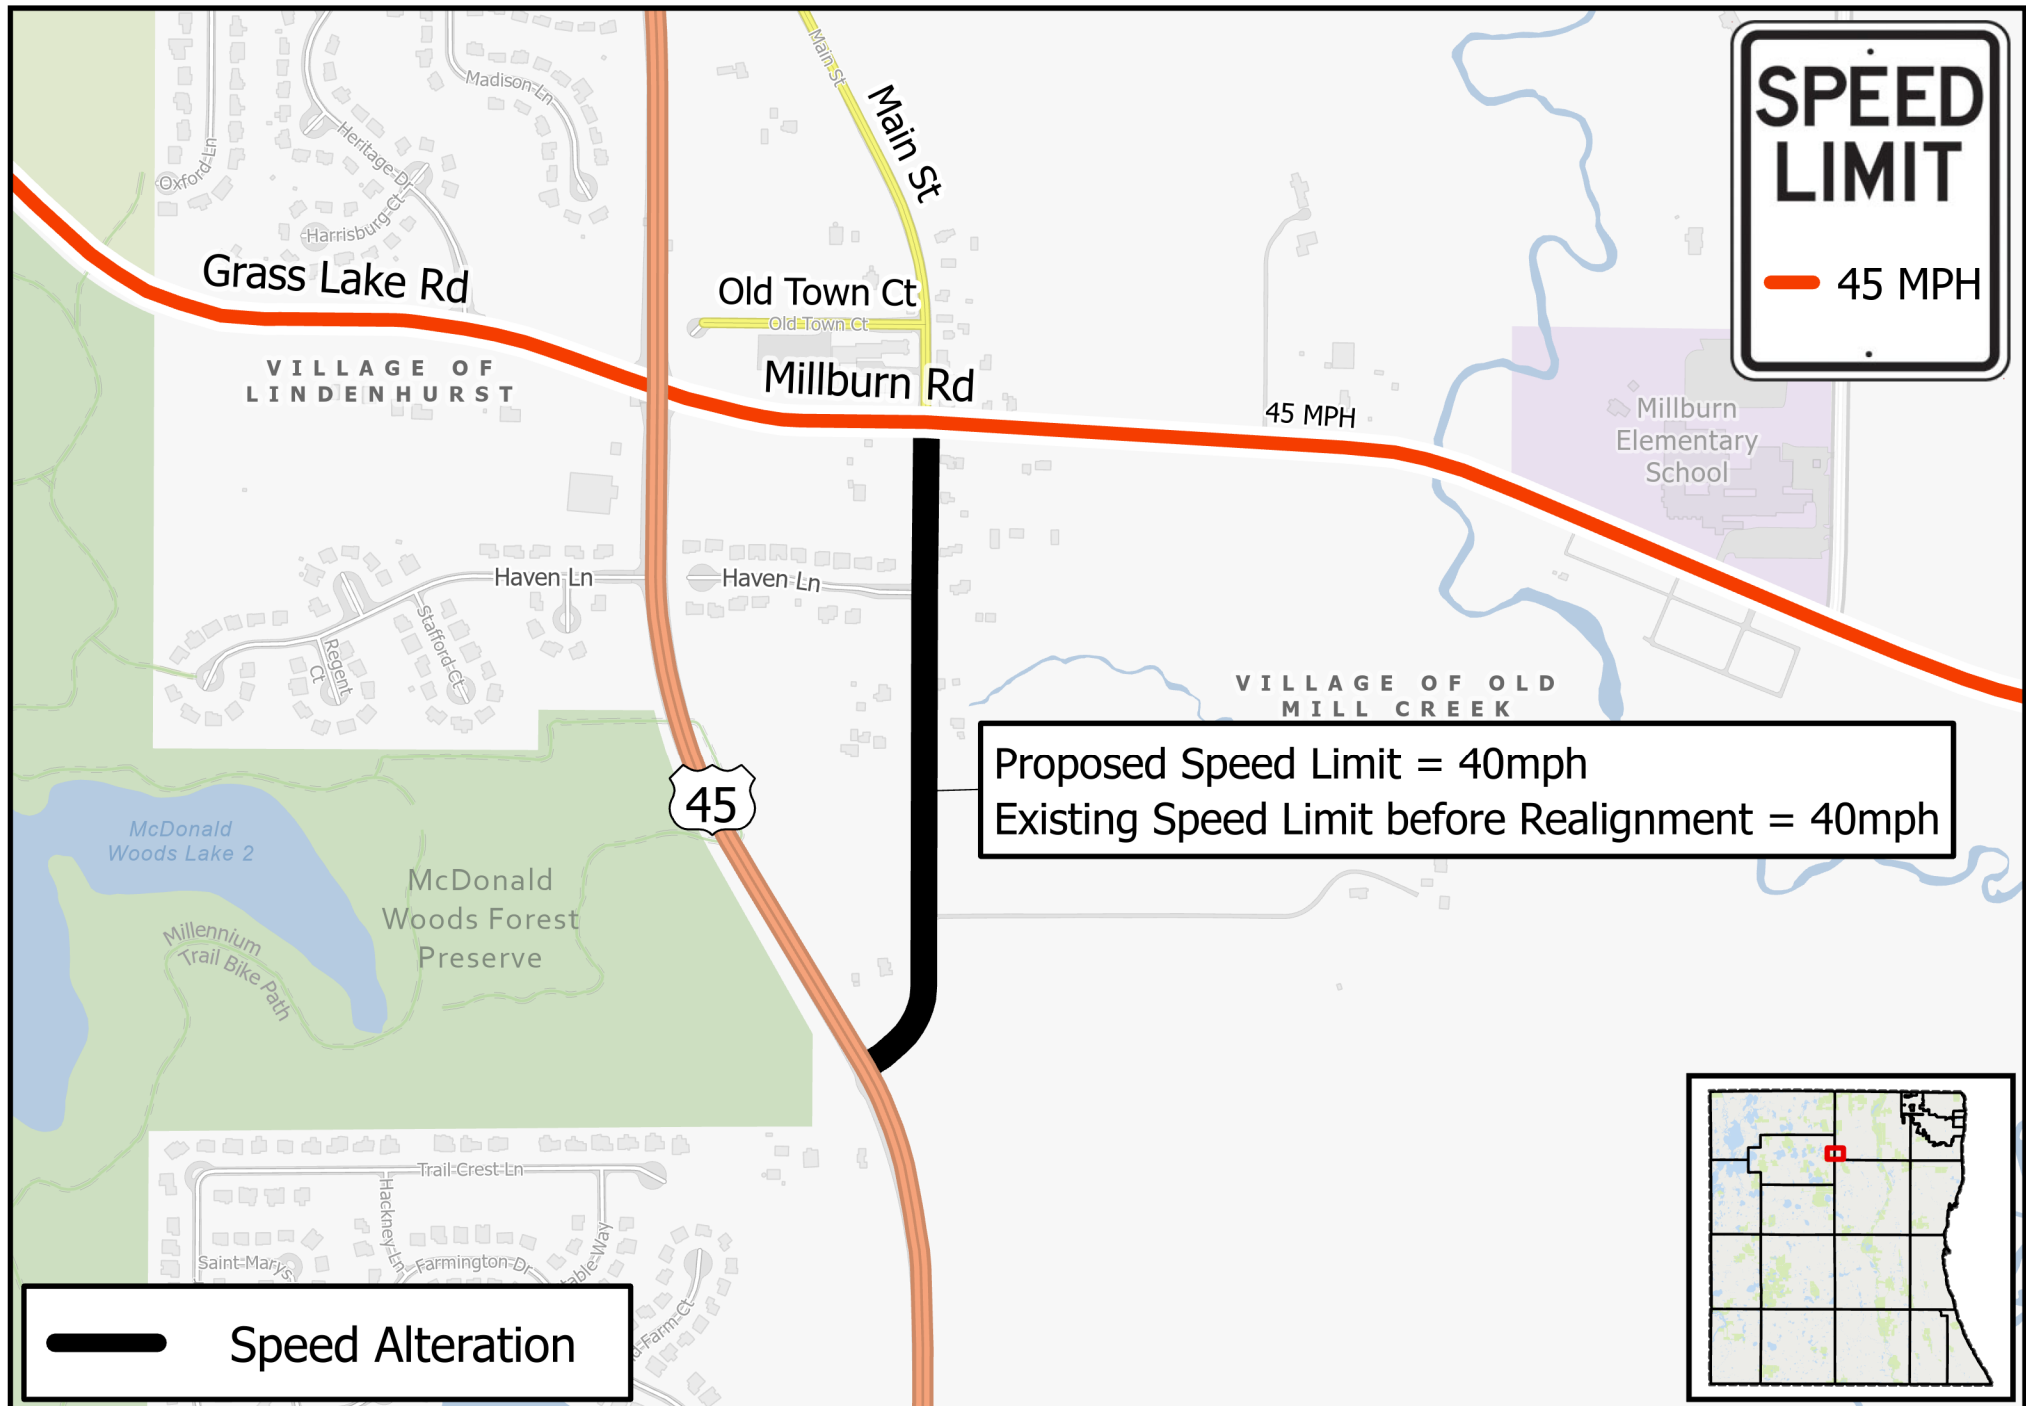 Main St
Main St
Madison Ln
Heritage Dr
Oxford Ln
Harrisburg Ct
SPEED
LIMIT
45 MPH
Grass Lake Rd
Old Town Ct
Old Town Ct
Millburn Rd
VILLAGE OF
LINDENHURST
45 MPH
Millburn
Elementary
School
Haven Ln
Haven Ln
Stafford Ct
Regent
Ct
VILLAGE OF OLD
MILL CREEK
Proposed Speed Limit = 40mph
Existing Speed Limit before Realignment = 40mph
45
McDonald
Woods Lake 2
McDonald
Woods Forest
Preserve
Millennium
Trail Bike Path
Trail Crest Ln
Hackney Ln
Saint Marys
Farmington Dr
table Way
d-Farm-Ct
Speed Alteration